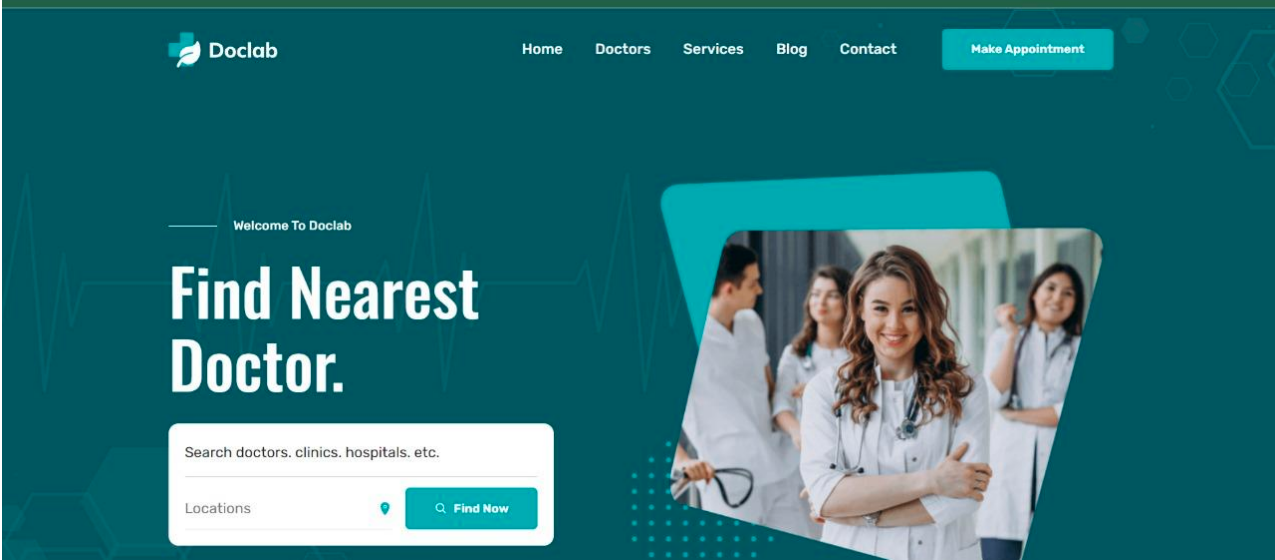 Doclab
Home Doctors Services Blog Contact Make Appointment
Welcome To Doclab
Find Nearest
Doctor.
Search doctors. clinics. hospitals. etc.
Locations
Find Now